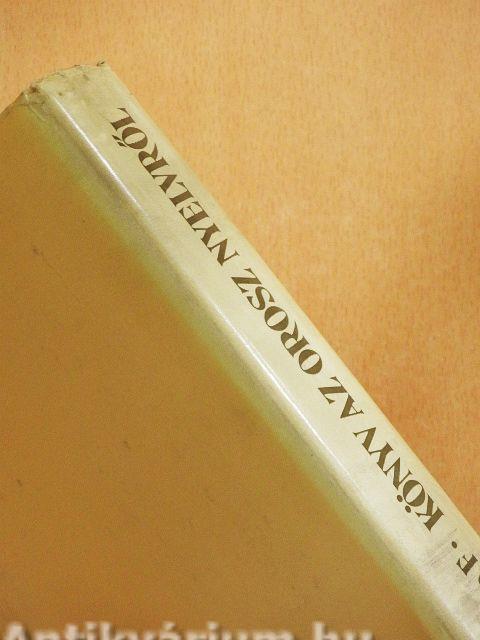 F· KÖNYV AZ OROSZ NYELVRŐL
Antikvárium.hu